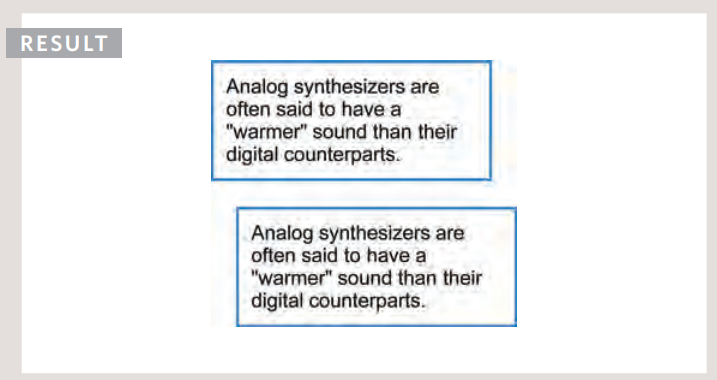 RESULT
Analog synthesizers are
often said to have a
"warmer" sound than their
digital counterparts.
Analog synthesizers are
often said to have a
"warmer" sound than their
digital counterparts.